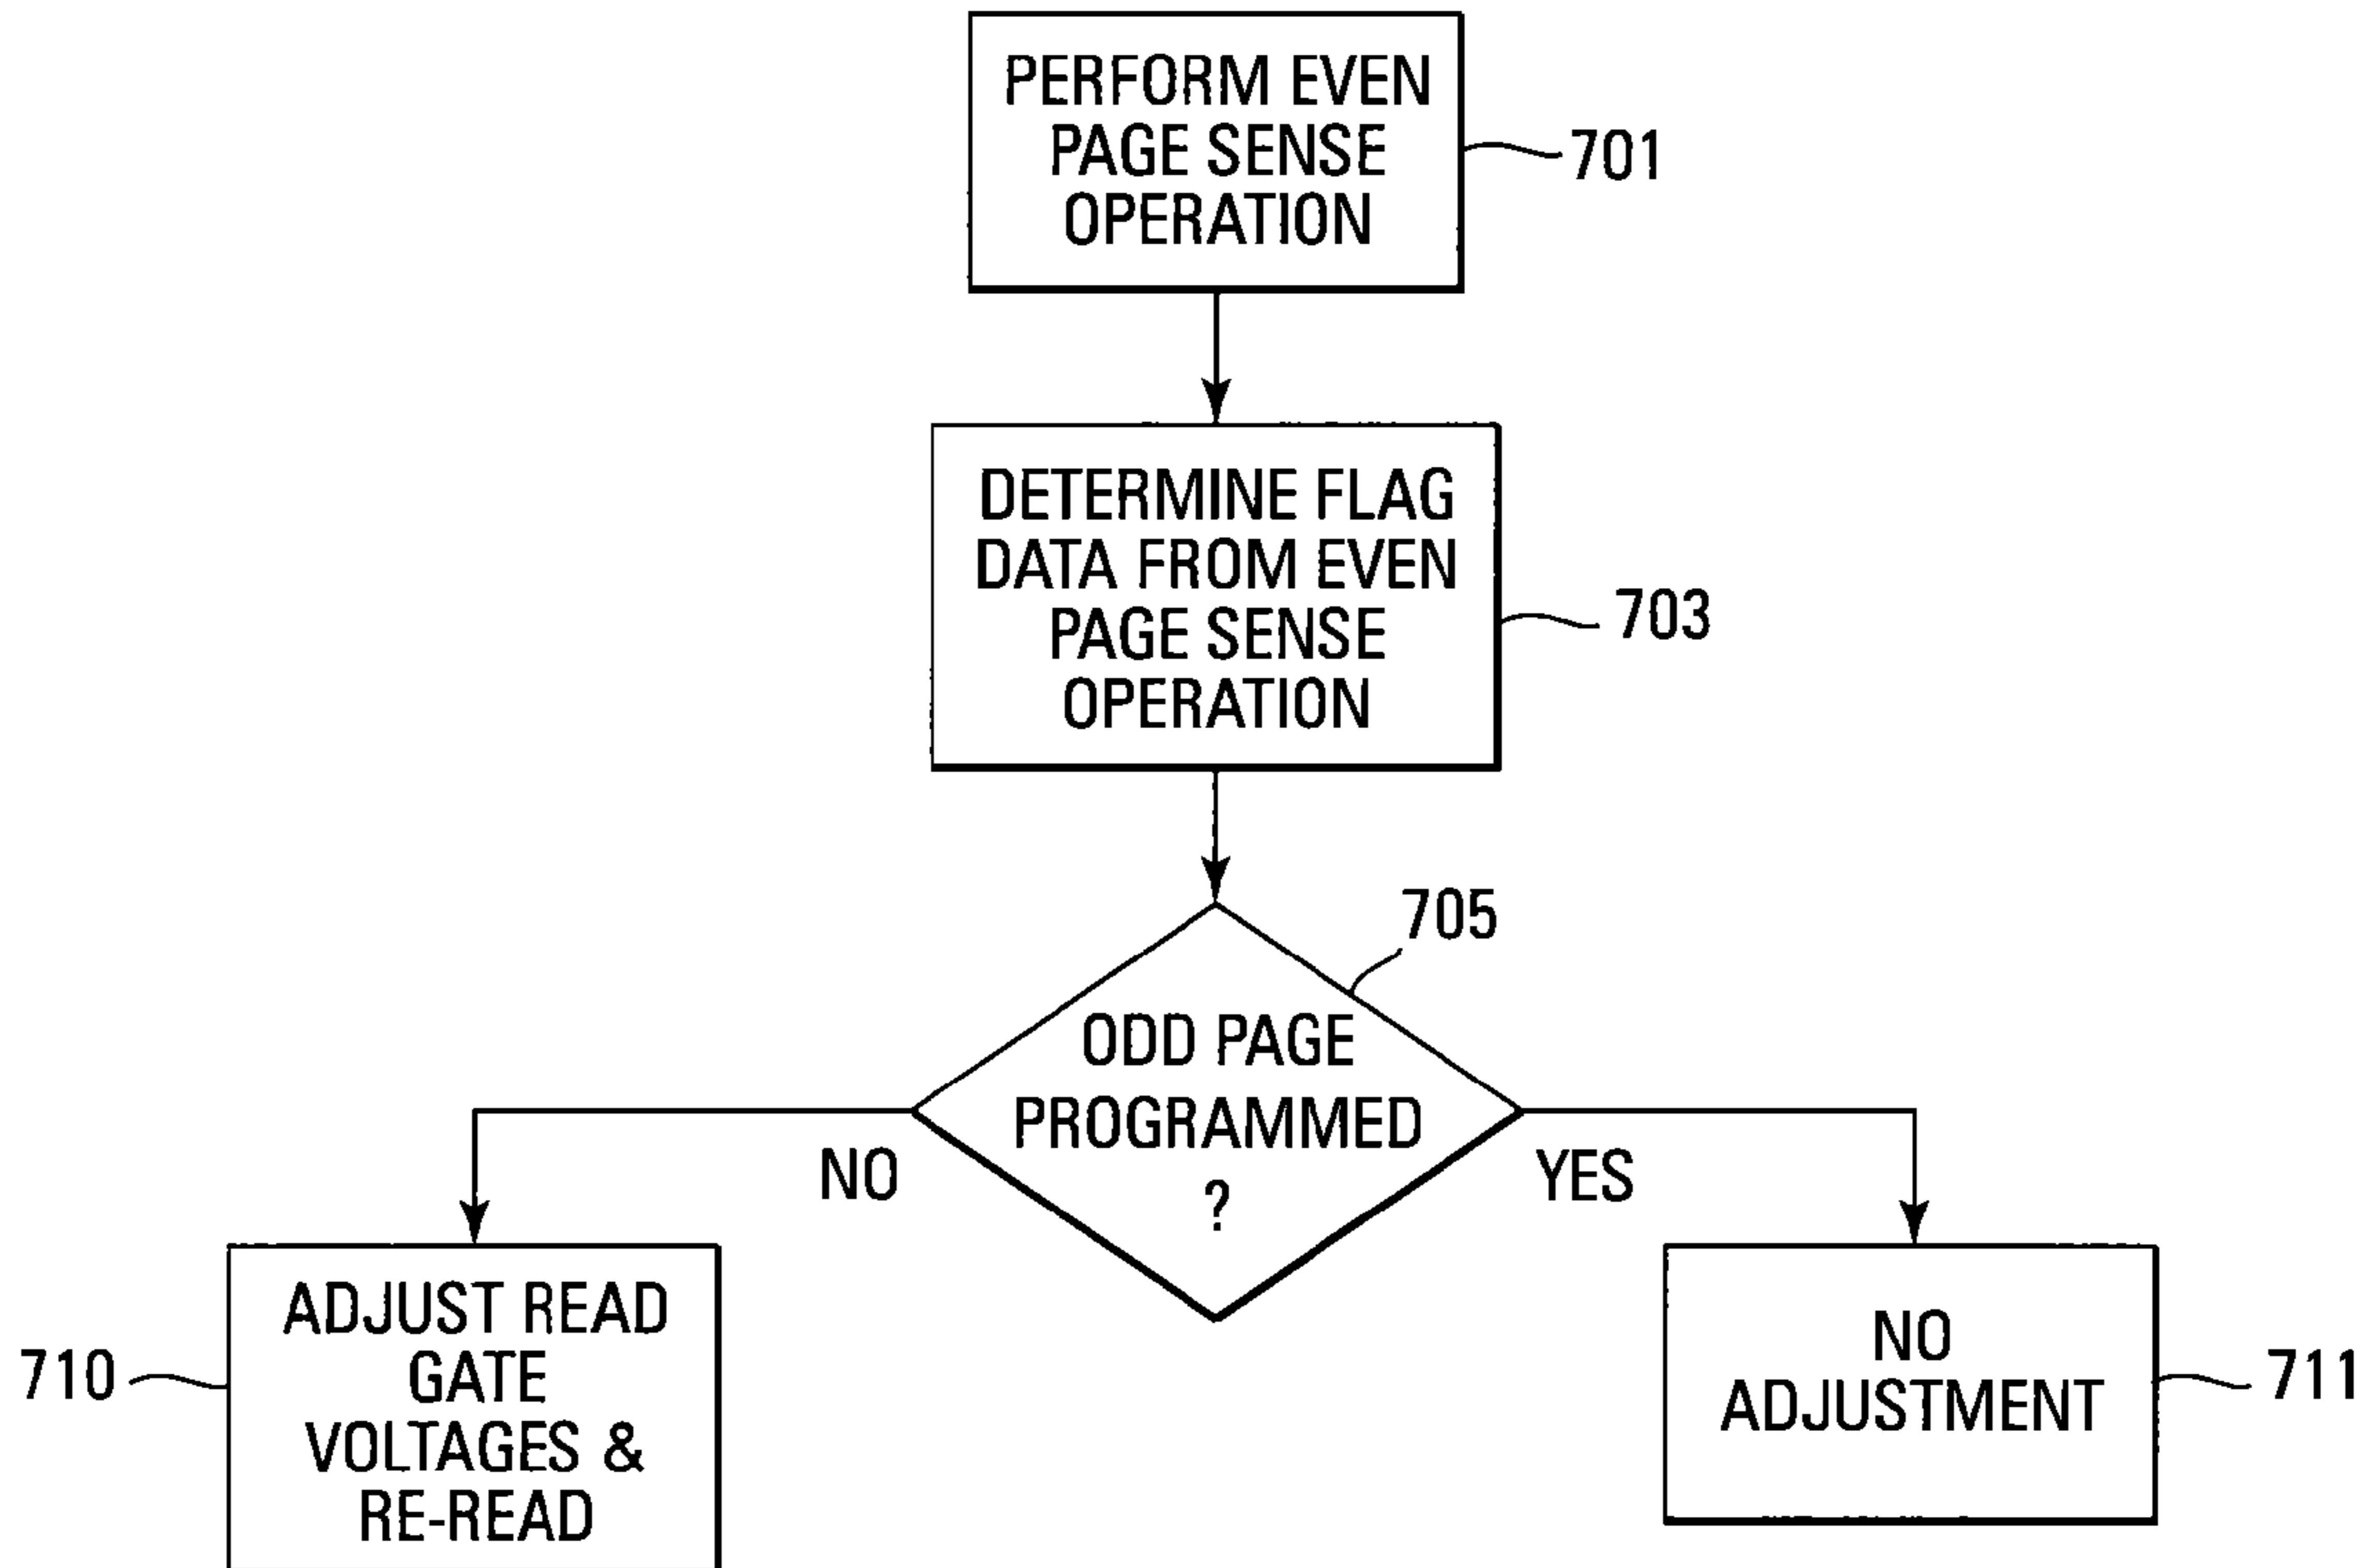 PERFORM EVEN
PAGE SENSE
OPERATION
701
DETERMINE FLAG
DATA FROM EVEN
PAGE SENSE
OPERATION
703
705
ODD PAGE
PROGRAMMED
?
NO
YES
ADJUST READ
GATE
VOLTAGES &
RE-READ
710
NO
ADJUSTMENT
711